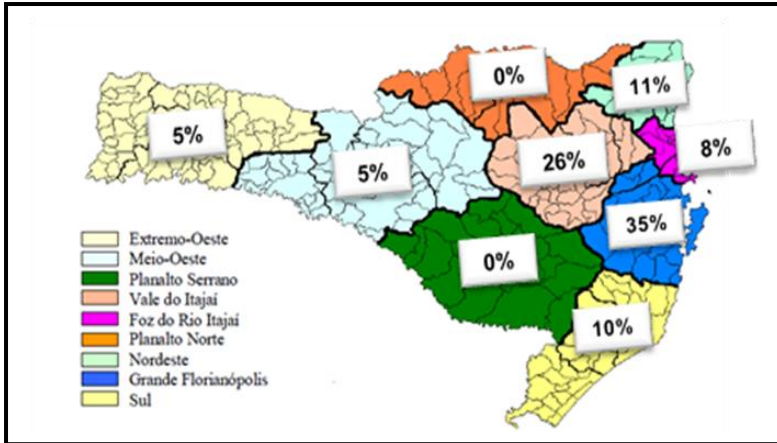 0%
11%
5%
8%
26%
5%
35%
0%
10%
Extremo-Oeste
Meio-Oeste
Planalto Serrano
Vale do Itajaí
Foz do Rio Itajaí
Planalto Norte
Nordeste
Grande Florianópolis
Sul